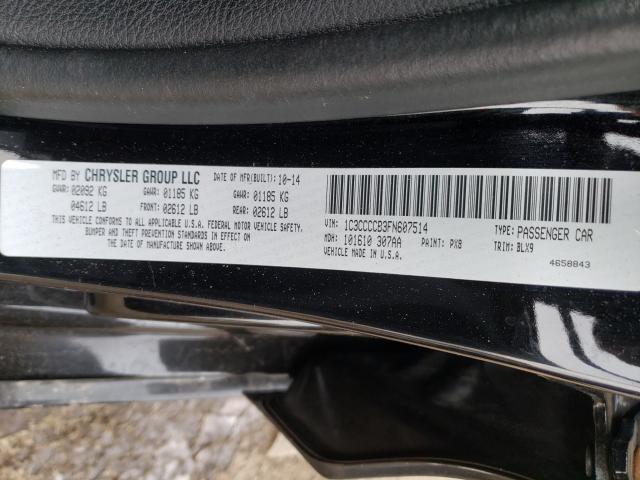 MFD BY CHRYSLER GROUP LLC DATE OF MFR(BUILT): 10-14
GVWR: 02092 KG GAWR: 01185 KG GAWR: 01185 KG
04612 LB FRONT: 02612 LB REAR: 02612 LB
THIS VEHICLE CONFORMS TO ALL APPLICABLE U.S.A. FEDERAL MOTOR VEHICLE SAFETY,
BUMPER, AND THEFT PREVENTION STANDARDS IN EFFECT ON
THE DATE OF MANUFACTURE SHOWN ABOVE.
VIN: 1C3CCCCB3FN607514 TYPE: PASSENGER CAR
MDH: 101610 307AA PAINT: PX8 TRIM: BLX9
VEHICLE MADE IN U.S.A. 4658843